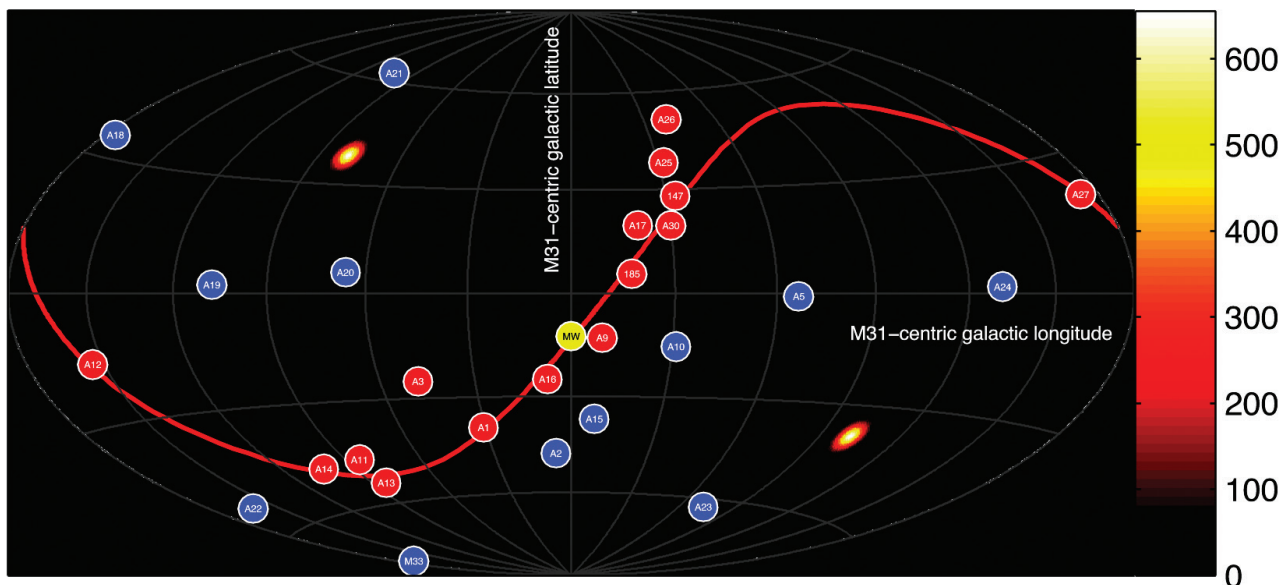 M31-centric galactic latitude
M31-centric galactic longitude
A21
A18
A26
A25
147
A27
A17
A30
185
A20
A19
A5
A24
MW
A9
A10
A12
A3
A16
A15
A1
A2
A11
A14
A13
A22
A23
M33
600
500
400
300
200
100
0